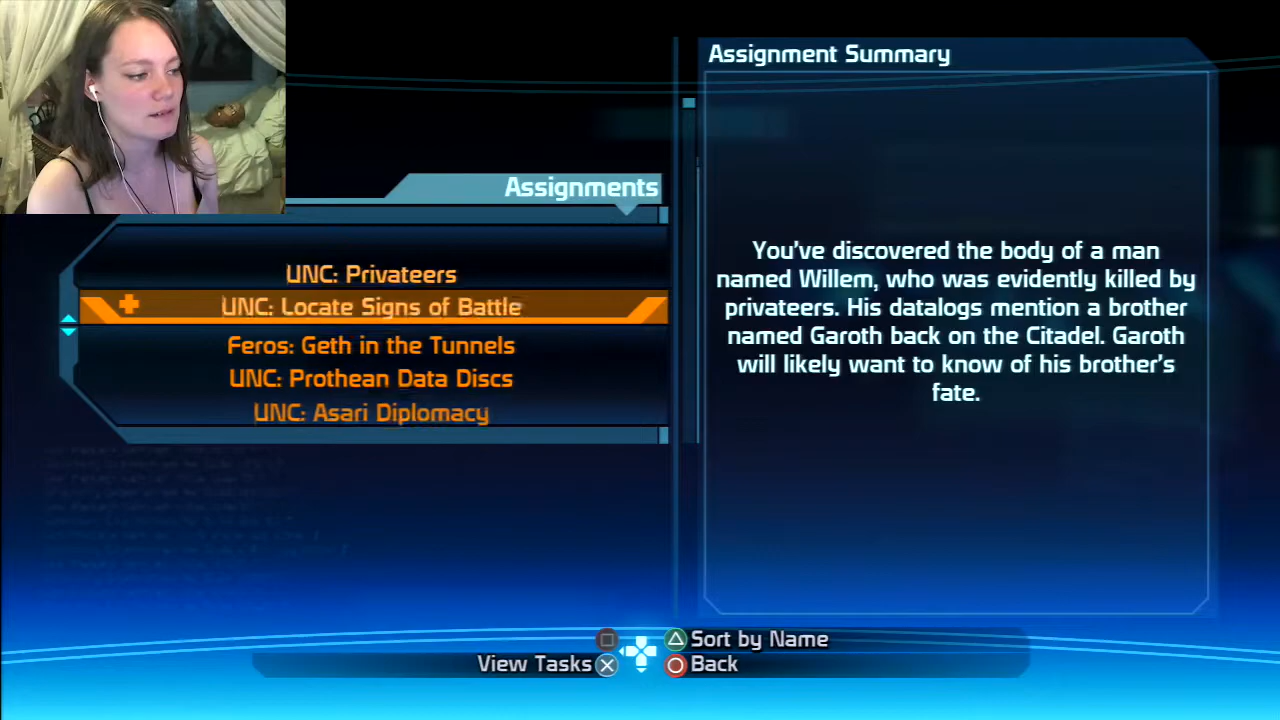 Assignment Summary
Assignments
UNC: Privateers
UNC: Locate Signs of Battle
Feros: Geth in the Tunnels
UNC: Prothean Data Discs
UNC: Asari Diplomacy
You've discovered the body of a man
named Willem, who was evidently killed by
privateers. His datalogs mention a brother
named Garoth back on the Citadel. Garoth
will likely want to know of his brother's
fate.
Sort by Name
View Tasks
Back